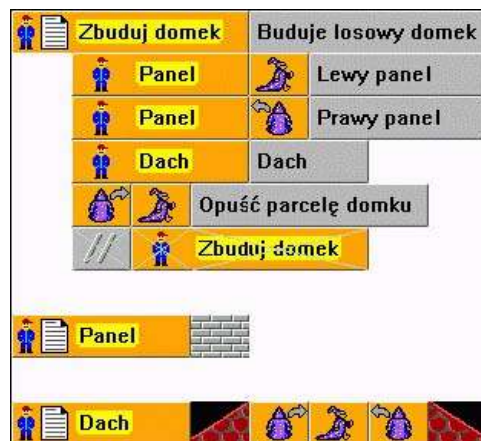 Zbuduj domek Buduje losowy domek
Panel Lewy panel
Panel Prawy panel
Dach Dach
Opuść parcelę domku
// Zbuduj domek
Panel
Dach